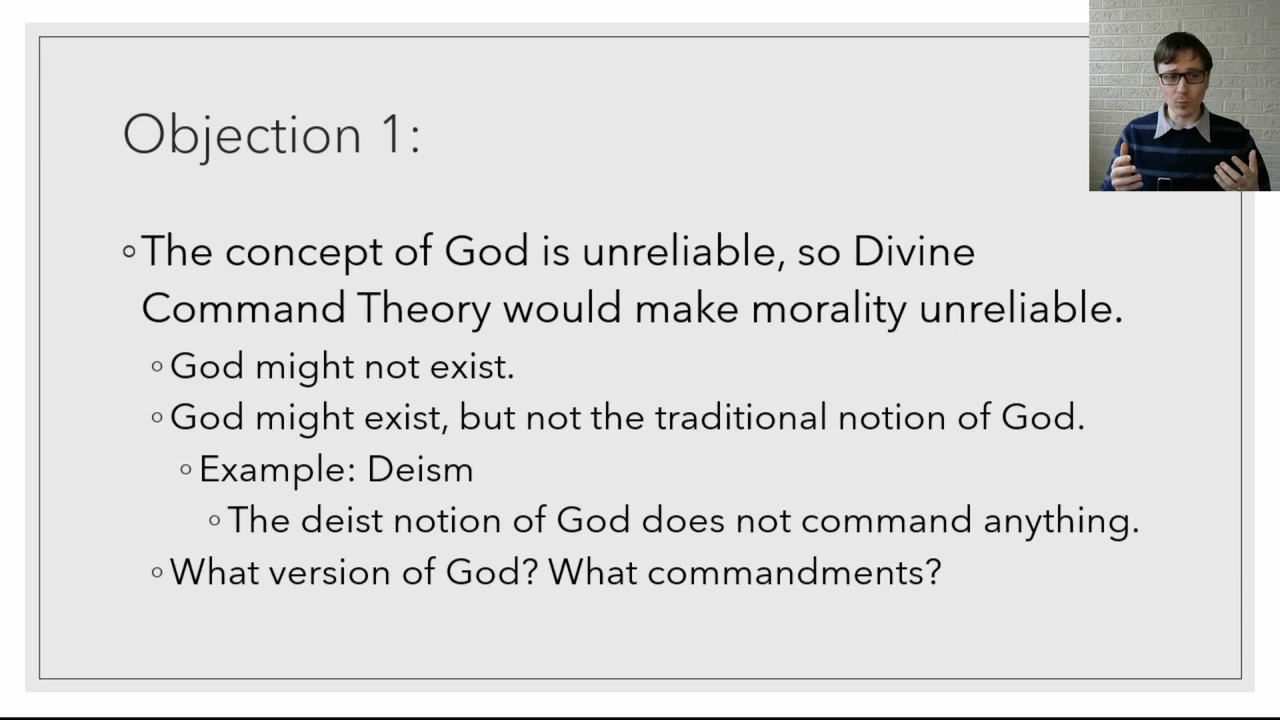 Objection 1:
◦The concept of God is unreliable, so Divine
Command Theory would make morality unreliable.
◦God might not exist.
◦God might exist, but not the traditional notion of God.
◦Example: Deism
◦The deist notion of God does not command anything.
◦What version of God? What commandments?